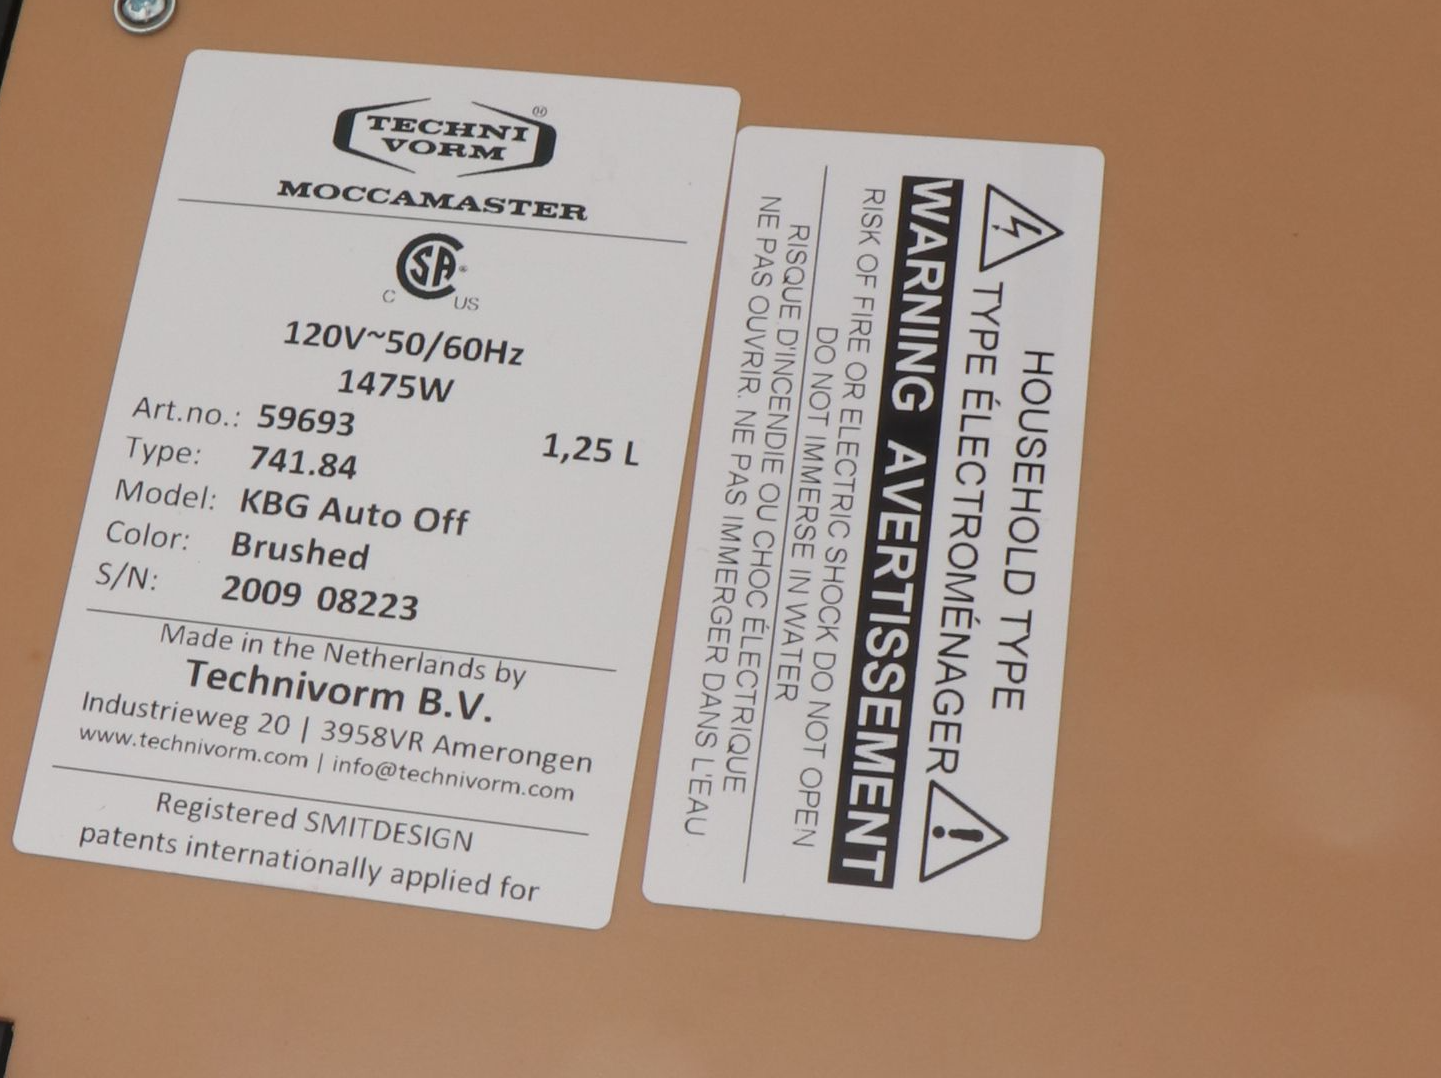 TECHNI ®
VORM
MOCCAMASTER
C SA ® US
120V~50/60Hz
1475W
Art.no.: 59693
1,25 L
Type: 741.84
Model: KBG Auto Off
Color: Brushed
S/N: 2009 08223
Made in the Netherlands by
Technivorm B.V.
Industrieweg 20 | 3958VR Amerongen
www.technivorm.com | info@technivorm.com
Registered SMITDESIGN
patents internationally applied for
HOUSEHOLD TYPE
TYPE ÉLECTROMÉNAGER
WARNING AVERTISSEMENT
RISK OF FIRE OR ELECTRIC SHOCK DO NOT OPEN
DO NOT IMMERSE IN WATER
RISQUE D'INCENDIE OU CHOC ÉLECTRIQUE
NE PAS OUVRIR. NE PAS IMMERGER DANS L'EAU